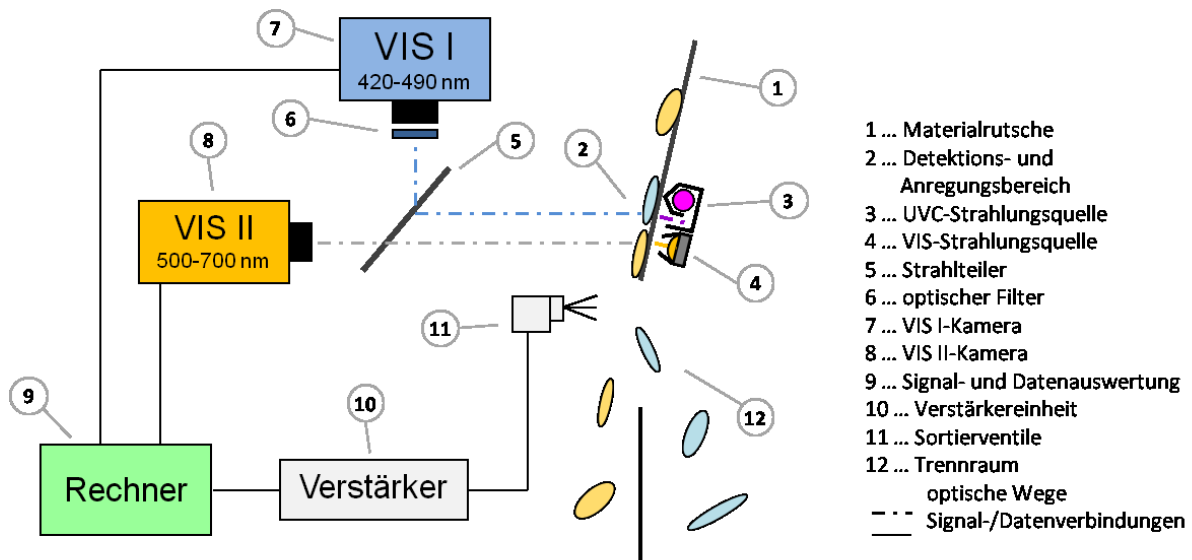 7
VIS I
420-490 nm
1
6
5
8
2
VIS II
500-700 nm
3
4
11
9
10
12
Rechner
Verstärker
1 ... Materialrutsche
2 ... Detektions- und
Anregungsbereich
3 ... UVC-Strahlungsquelle
4 ... VIS-Strahlungsquelle
5 ... Strahlteiler
6 ... optischer Filter
7 ... VIS I-Kamera
8 ... VIS II-Kamera
9 ... Signal- und Datenauswertung
10 ... Verstärkereinheit
11 ... Sortierventile
12 ... Trennraum
optische Wege
Signal-/Datenverbindungen